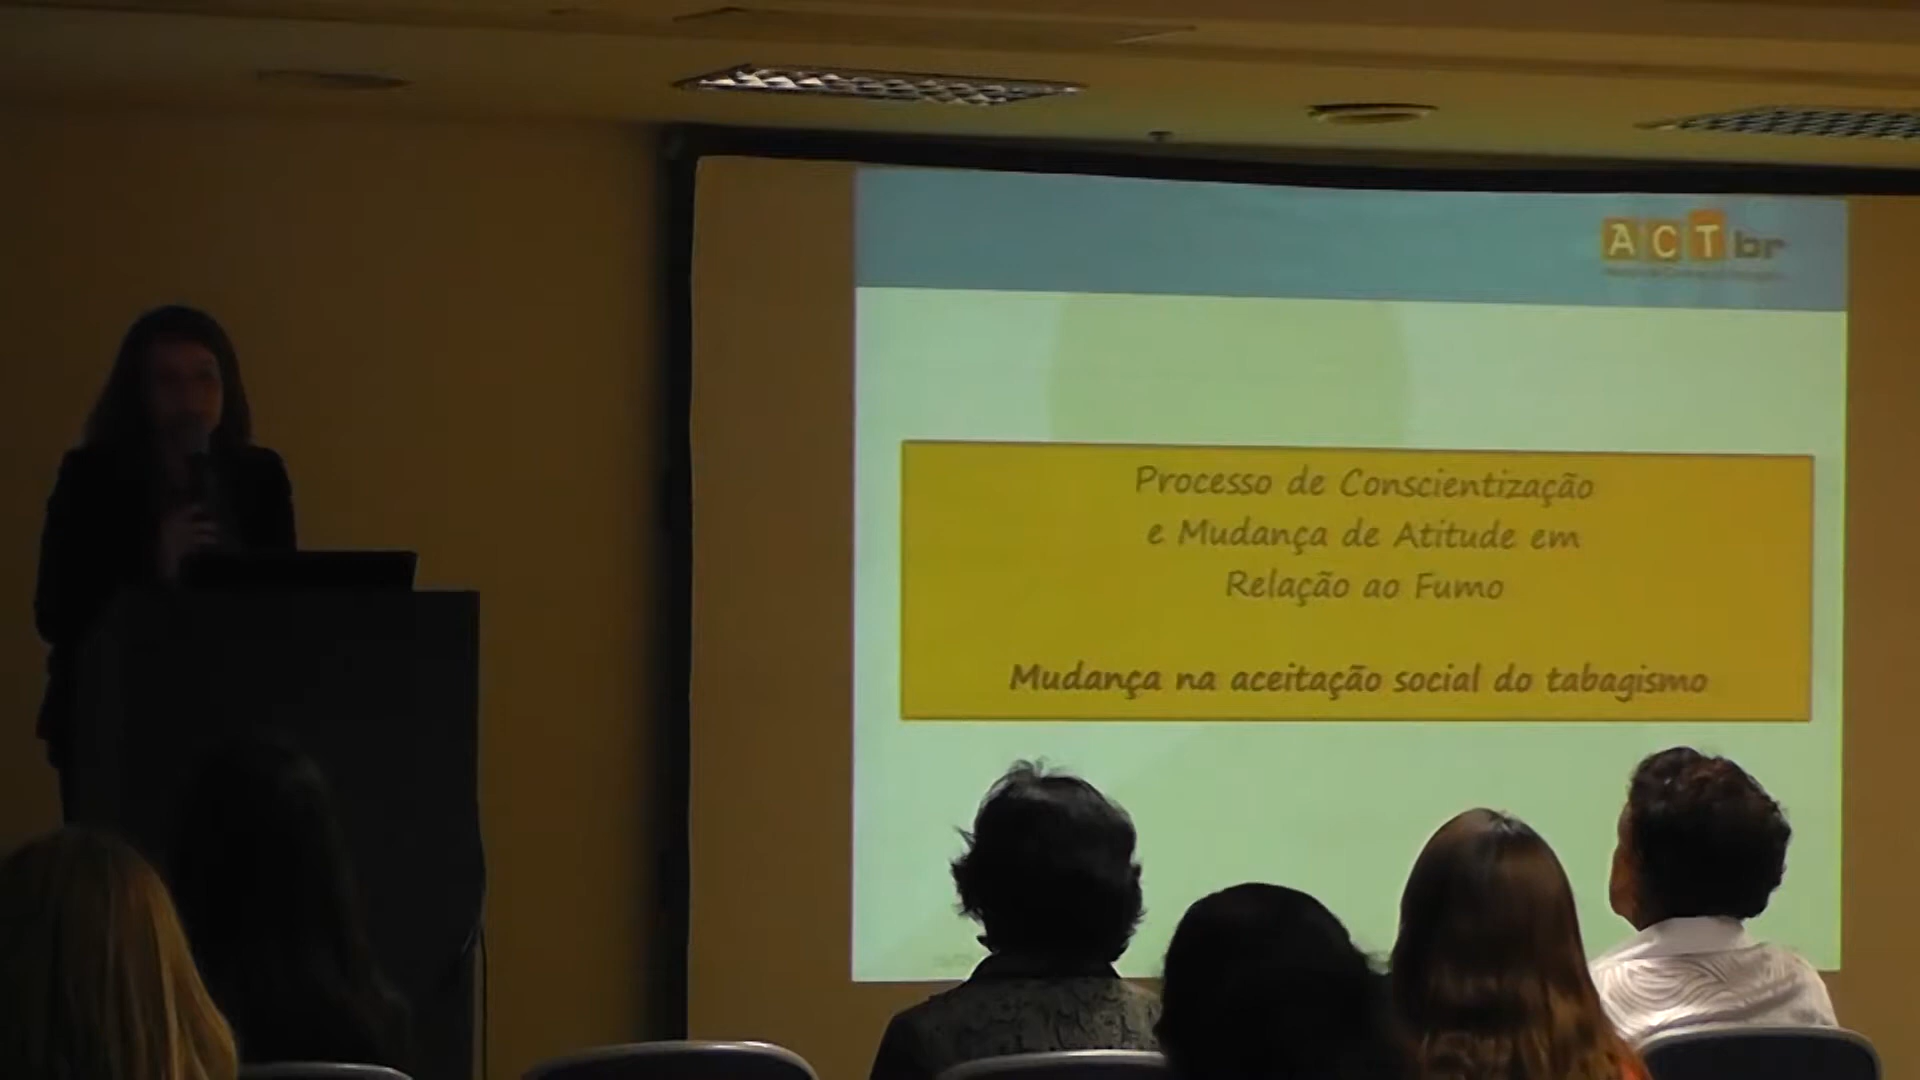 ACTbr
Processo de Conscientização
e Mudança de Atitude em
Relação ao Fumo
Mudança na aceitação social do tabagismo